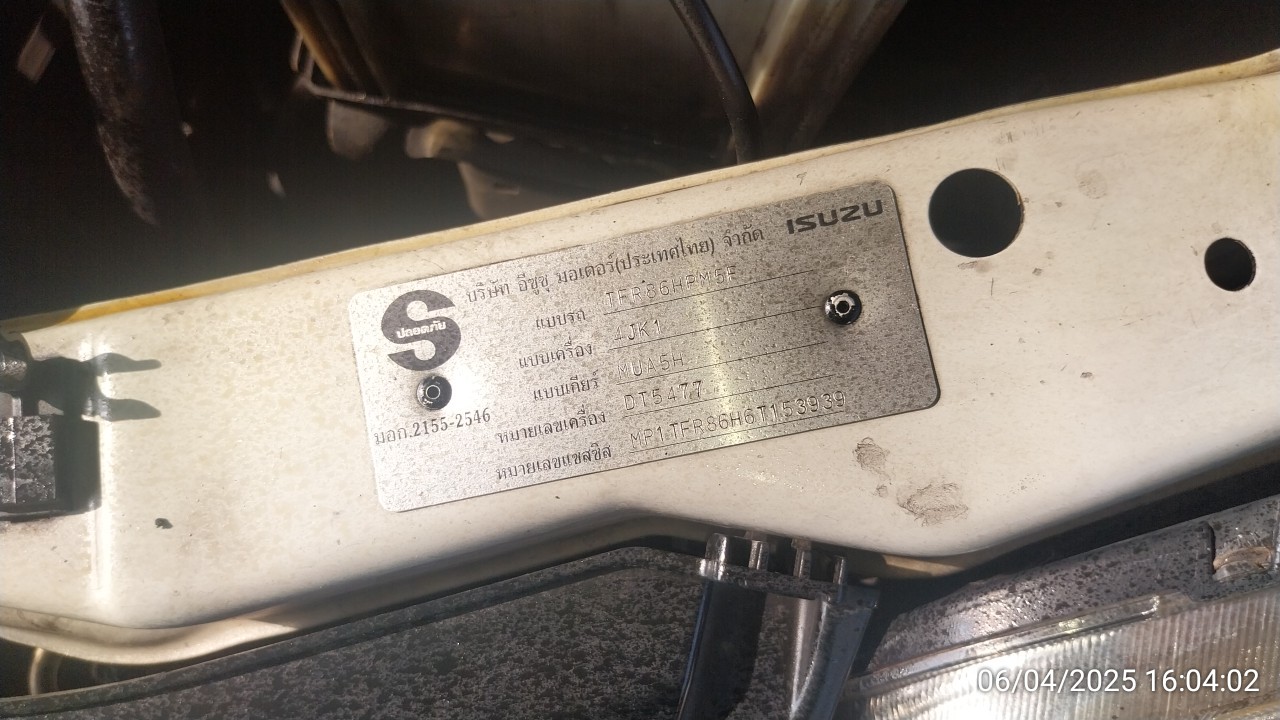 ISUZU
บริษัท อีซูซุ มอเตอร์(ประเทศไทย) จำกัด
ปลอดภัย
แบบรถ TFR86HPM5F
แบบเครื่อง 4JK1
แบบเกียร์ MUA5H
มอก.2155-2546
หมายเลขเครื่อง DT5477
หมายเลขแชสซีส MP1TFR86H6T153939
06/04/2025 16:04:02